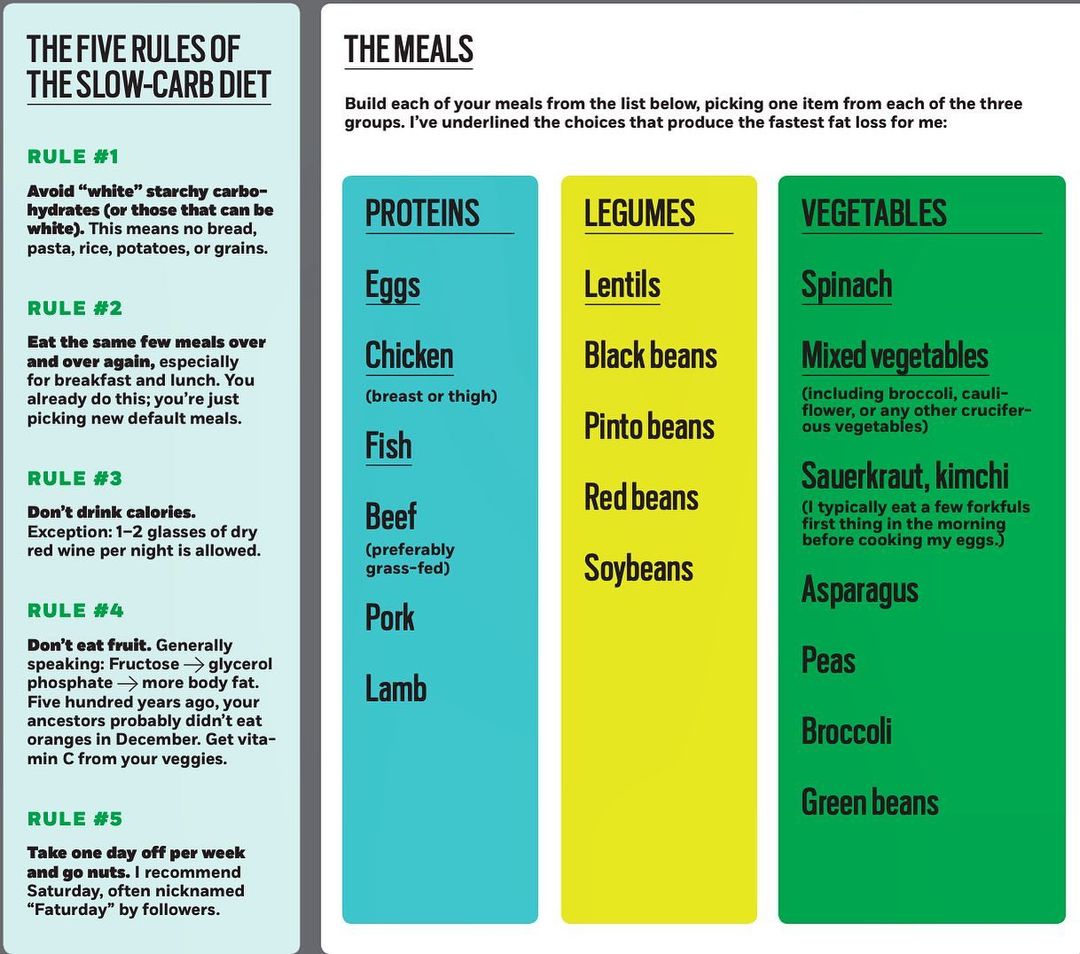 THE FIVE RULES OF
THE SLOW-CARB DIET
RULE #1
Avoid “white” starchy carbo-
hydrates (or those that can be
white). This means no bread,
pasta, rice, potatoes, or grains.
RULE #2
Eat the same few meals over
and over again, especially
for breakfast and lunch. You
already do this; you’re just
picking new default meals.
RULE #3
Don’t drink calories.
Exception: 1–2 glasses of dry
red wine per night is allowed.
RULE #4
Don’t eat fruit. Generally
speaking: Fructose → glycerol
phosphate → more body fat.
Five hundred years ago, your
ancestors probably didn’t eat
oranges in December. Get vita-
min C from your veggies.
RULE #5
Take one day off per week
and go nuts. I recommend
Saturday, often nicknamed
“Faturday” by followers.
THE MEALS
Build each of your meals from the list below, picking one item from each of the three
groups. I’ve underlined the choices that produce the fastest fat loss for me:
PROTEINS
Eggs
Chicken
(breast or thigh)
Fish
Beef
(preferably
grass-fed)
Pork
Lamb
LEGUMES
Lentils
Black beans
Pinto beans
Red beans
Soybeans
VEGETABLES
Spinach
Mixed vegetables
(including broccoli, cauli-
flower, or any other crucifer-
ous vegetables)
Sauerkraut, kimchi
(I typically eat a few forkfuls
first thing in the morning
before cooking my eggs.)
Asparagus
Peas
Broccoli
Green beans